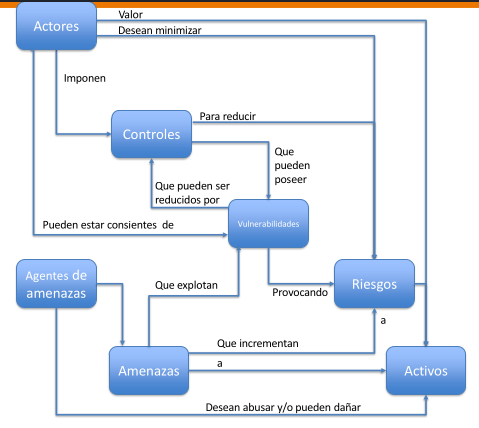 Actores
Valor
Desean minimizar
Imponen
Para reducir
Controles
Que
pueden
poseer
Que pueden ser
reducidos por
Pueden estar consientes de
Vulnerabilidades
Agentes de
amenazas
Que explotan
Provocando
Riesgos
a
Que incrementan
a
Amenazas
Activos
Desean abusar y/o pueden dañar